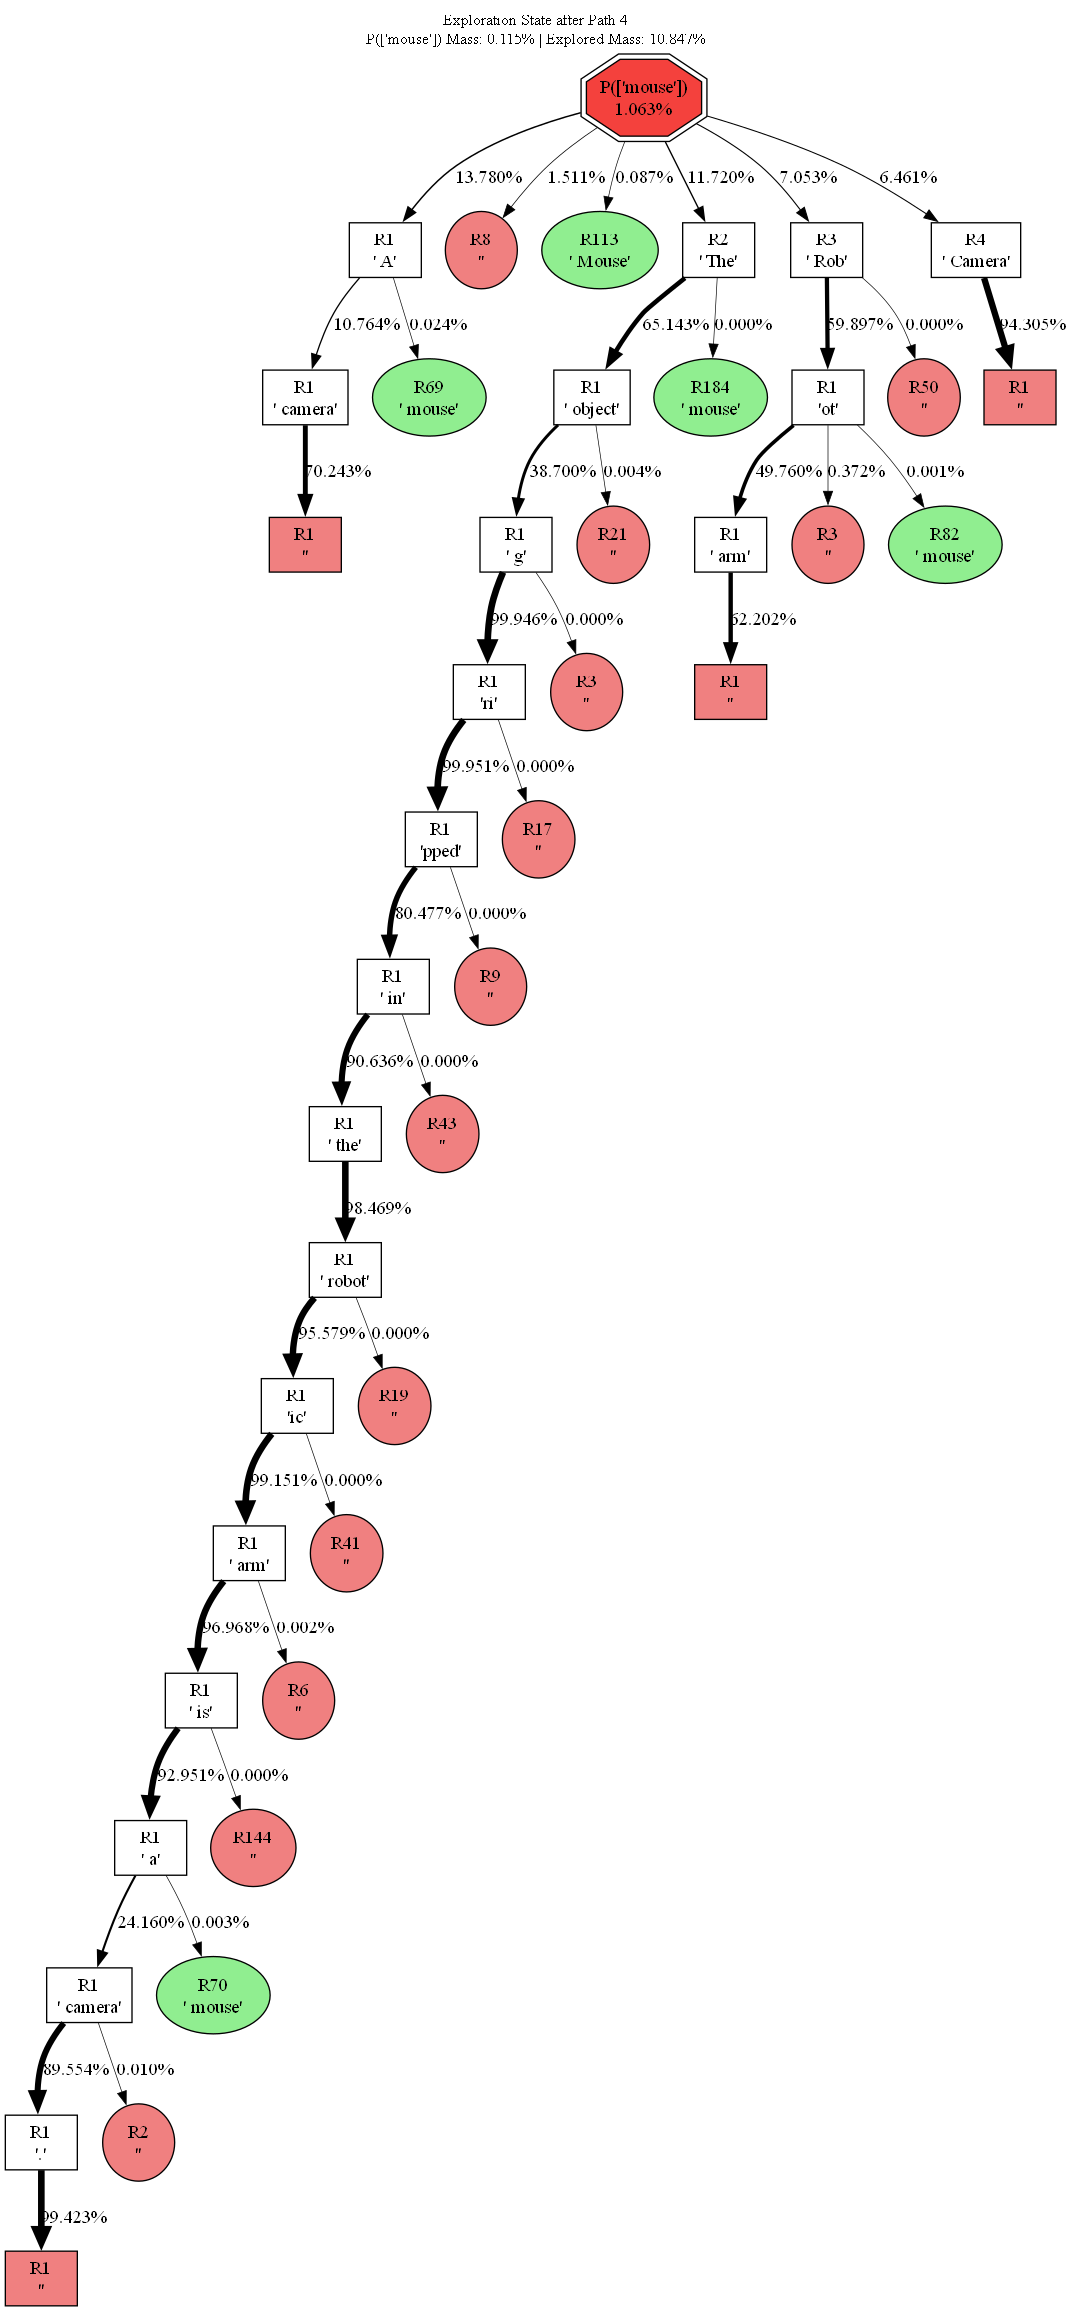 Exploration State after Path 4
P(['mouse']) Mass: 0.115% | Explored Mass: 10.847%
P(['mouse'])
1.063%
13.780%
1.511%
0.087%
11.720%
7.053%
6.461%
R1
' A'
R8
''
R113
' Mouse'
R2
' The'
R3
' Rob'
R4
' Camera'
10.764%
0.024%
65.143%
0.000%
59.897%
0.000%
94.305%
R1
' camera'
R69
' mouse'
R1
' object'
R184
' mouse'
R1
'ot'
R50
''
R1
''
70.243%
38.700%
0.004%
49.760%
0.372%
0.001%
R1
''
R1
' g'
R21
''
R1
' arm'
R3
''
R82
' mouse'
99.946%
0.000%
62.202%
R1
'ri'
R3
''
R1
''
99.951%
0.000%
R1
'pped'
R17
''
80.477%
0.000%
R1
' in'
R9
''
90.636%
0.000%
R1
' the'
R43
''
98.469%
R1
' robot'
95.579%
0.000%
R1
'ic'
R19
''
99.151%
0.000%
R1
' arm'
R41
''
96.968%
0.002%
R1
' is'
R6
''
92.951%
0.000%
R1
' a'
R144
''
24.160%
0.003%
R1
' camera'
R70
' mouse'
89.554%
0.010%
R1
'.'
R2
''
99.423%
R1
''